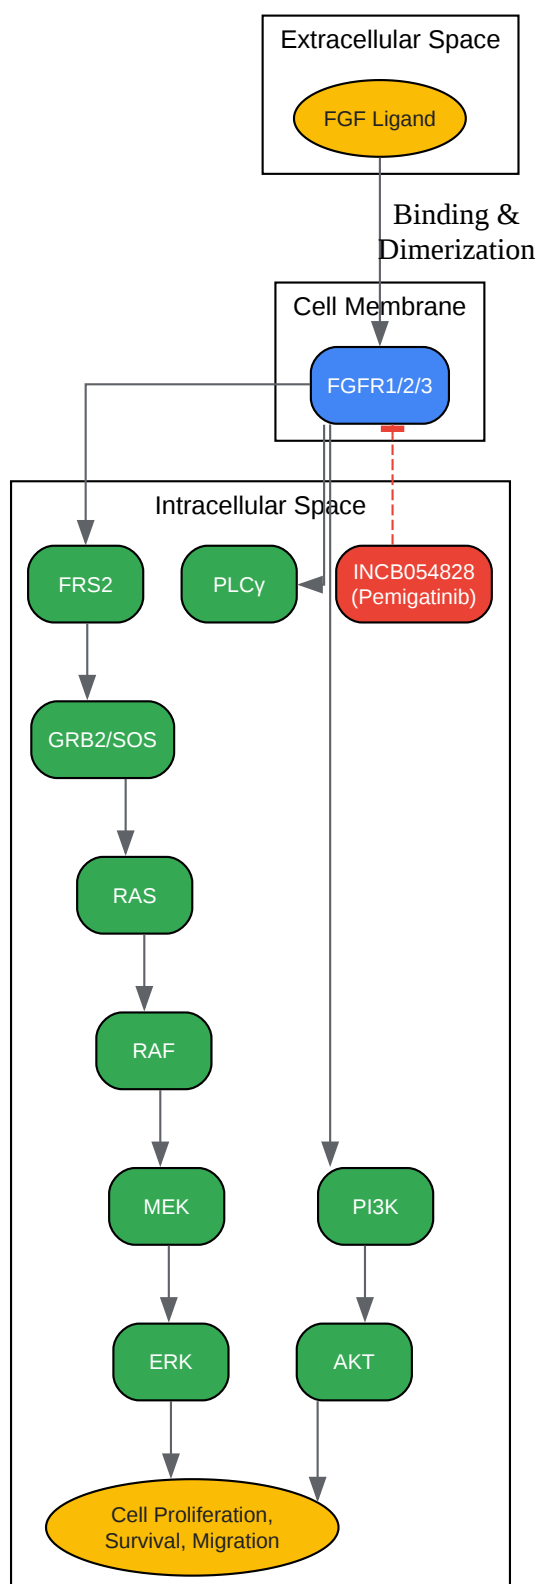 Extracellular Space
FGF Ligand
Binding &
Dimerization
Cell Membrane
FGFR1/2/3
Intracellular Space
FRS2
PLCγ
INCB054828
(Pemigatinib)
GRB2/SOS
RAS
RAF
MEK
PI3K
ERK
AKT
Cell Proliferation,
Survival, Migration